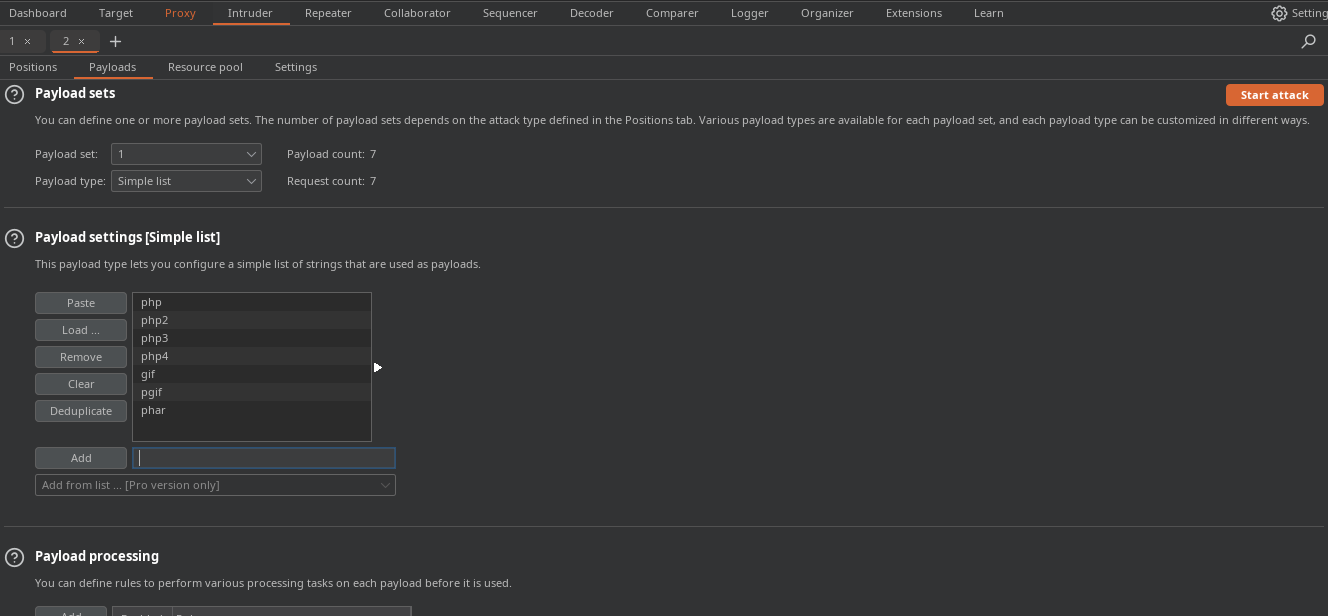 Dashboard Target Proxy Intruder Repeater Collaborator Sequencer Decoder Comparer Logger Organizer Extensions Learn Setting
1 × 2 × +
Positions Payloads Resource pool Settings
? Payload sets Start attack
You can define one or more payload sets. The number of payload sets depends on the attack type defined in the Positions tab. Various payload types are available for each payload set, and each payload type can be customized in different ways.
Payload set: 1 Payload count: 7
Payload type: Simple list Request count: 7
? Payload settings [Simple list]
This payload type lets you configure a simple list of strings that are used as payloads.
Paste php
php2
Load ... php3
Remove php4
Clear gif
pgif
Deduplicate phar
Add
Add from list ... [Pro version only]
? Payload processing
You can define rules to perform various processing tasks on each payload before it is used.
Add